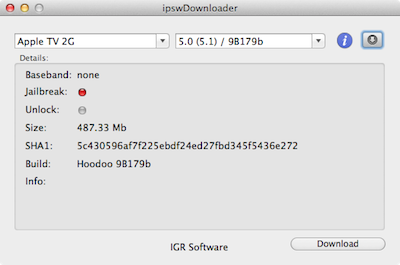 ipswDownloader
Apple TV 2G 5.0 (5.1) / 9B179b
Details:
Baseband: none
Jailbreak:
Unlock:
Size: 487.33 Mb
SHA1: 5c430596af7f225ebdf24ed27fbd345f5436e272
Build: Hoodoo 9B179b
Info:
IGR Software Download